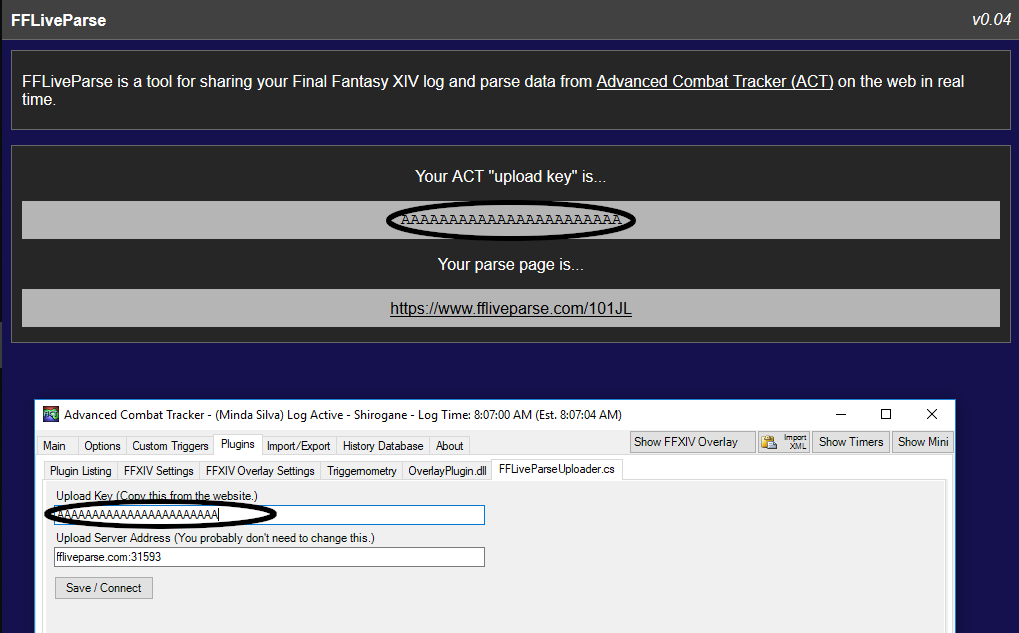 FFLiveParse
v0.04
FFLiveParse is a tool for sharing your Final Fantasy XIV log and parse data from Advanced Combat Tracker (ACT) on the web in real
time.
Your ACT "upload key" is...
AAAAAAAAAAAAAAAAAAAAAAA
Your parse page is...
https://www.ffliveparse.com/101JL
Advanced Combat Tracker - (Minda Silva) Log Active - Shirogane - Log Time: 8:07:00 AM (Est. 8:07:04 AM)
Main Options Custom Triggers Plugins Import/Export History Database About Show FFXIV Overlay Import XML Show Timers Show Mini
Plugin Listing FFXIV Settings FFXIV Overlay Settings Triggernometry OverlayPlugin.dll FFLiveParseUploader.cs
Upload Key (Copy this from the website.)
AAAAAAAAAAAAAAAAAAAAAAA
Upload Server Address (You probably don't need to change this.)
ffliveparse.com:31593
Save / Connect